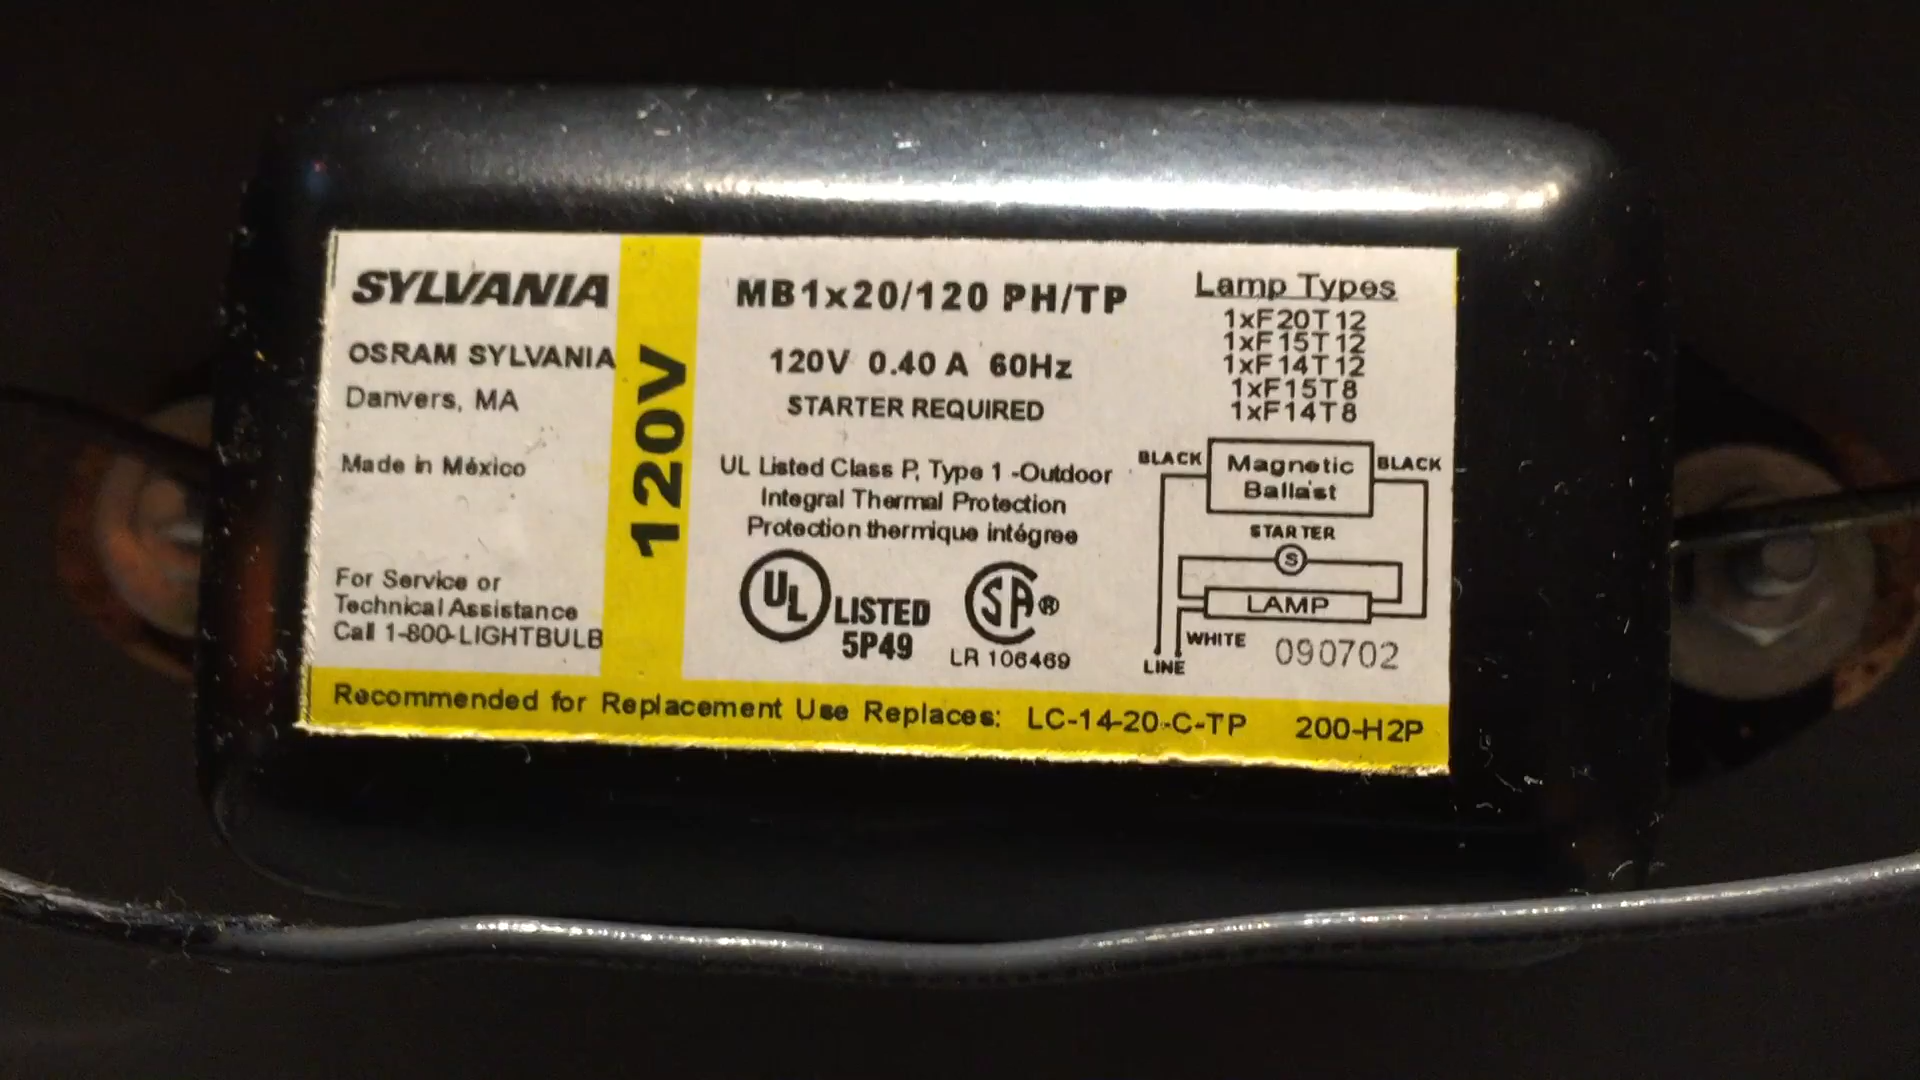 SYLVANIA
OSRAM SYLVANIA
Danvers, MA
Made in México
For Service or
Technical Assistance
Call 1-800-LIGHTBULB
120V
MB1x20/120 PH/TP
120V 0.40 A 60Hz
STARTER REQUIRED
UL Listed Class P, Type 1 -Outdoor
Integral Thermal Protection
Protection thermique intégree
UL LISTED
5P49
SA®
LR 106469
Lamp Types
1xF20T12
1xF15T12
1xF14T12
1xF15T8
1xF14T8
BLACK Magnetic BLACK
Ballast
STARTER
S
LAMP
WHITE
LINE
090702
Recommended for Replacement Use Replaces: LC-14-20-C-TP 200-H2P